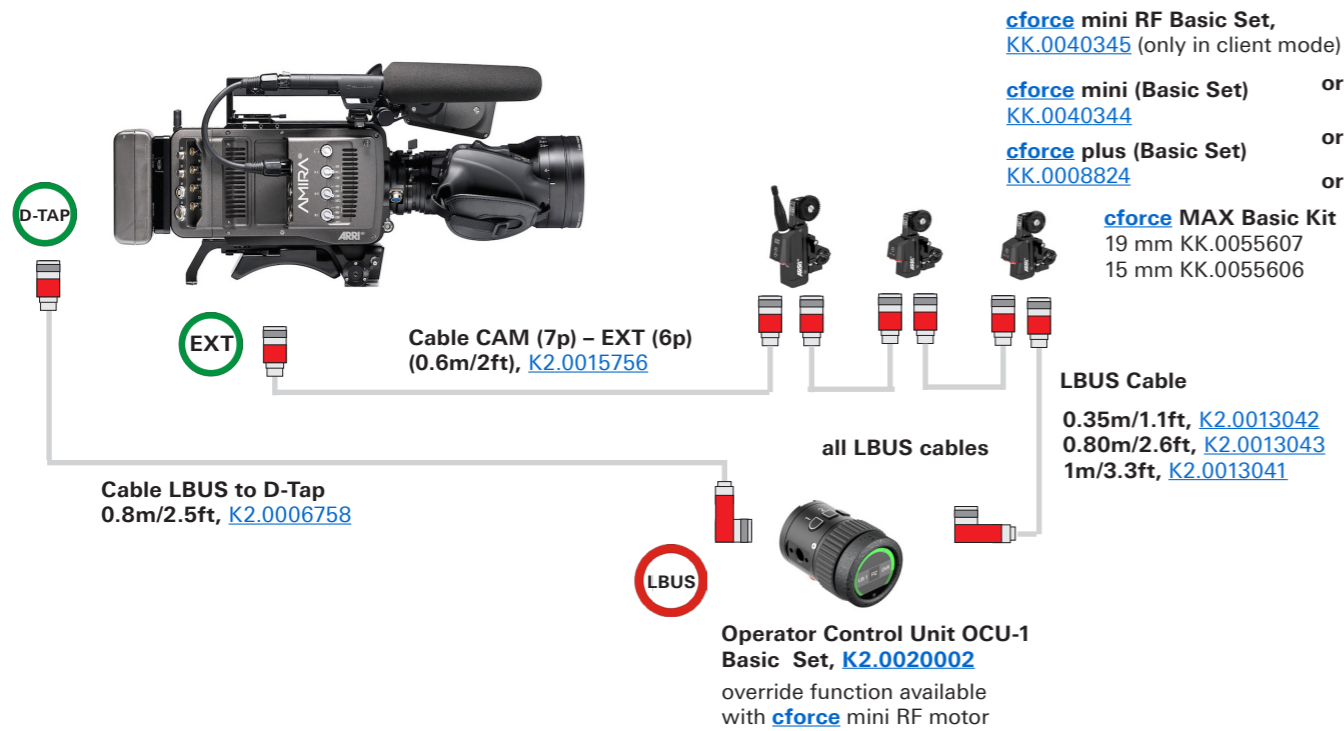 cforce mini RF Basic Set,
KK.0040345 (only in client mode)
or
cforce mini (Basic Set)
KK.0040344
or
cforce plus (Basic Set)
KK.0008824
or
cforce MAX Basic Kit
19 mm KK.0055607
15 mm KK.0055606
D-TAP
AMIRA
ARRI
EXT
Cable CAM (7p) – EXT (6p)
(0.6m/2ft), K2.0015756
LBUS Cable
0.35m/1.1ft, K2.0013042
0.80m/2.6ft, K2.0013043
1m/3.3ft, K2.0013041
all LBUS cables
Cable LBUS to D-Tap
0.8m/2.5ft, K2.0006758
LBUS
Operator Control Unit OCU-1
Basic Set, K2.0020002
override function available
with cforce mini RF motor